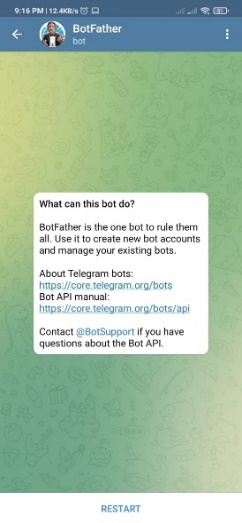 9:16 PM | 12.4KB/s
BotFather
bot
What can this bot do?
BotFather is the one bot to rule them
all. Use it to create new bot accounts
and manage your existing bots.
About Telegram bots:
https://core.telegram.org/bots
Bot API manual:
https://core.telegram.org/bots/api
Contact @BotSupport if you have
questions about the Bot API.
RESTART